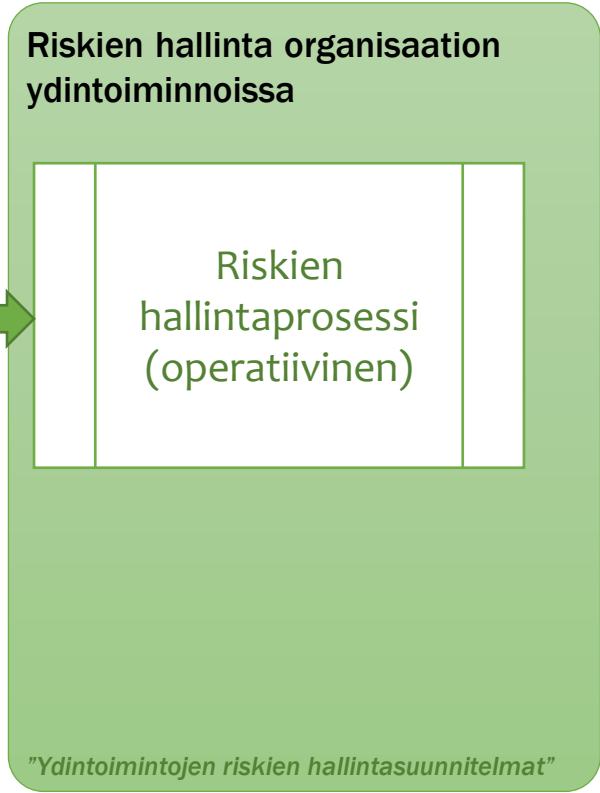 Riskien hallinta organisaation
ydintoiminnoissa
Riskien
hallintaprosessi
(operatiivinen)
”Ydintoimintojen riskien hallintasuunnitelmat”